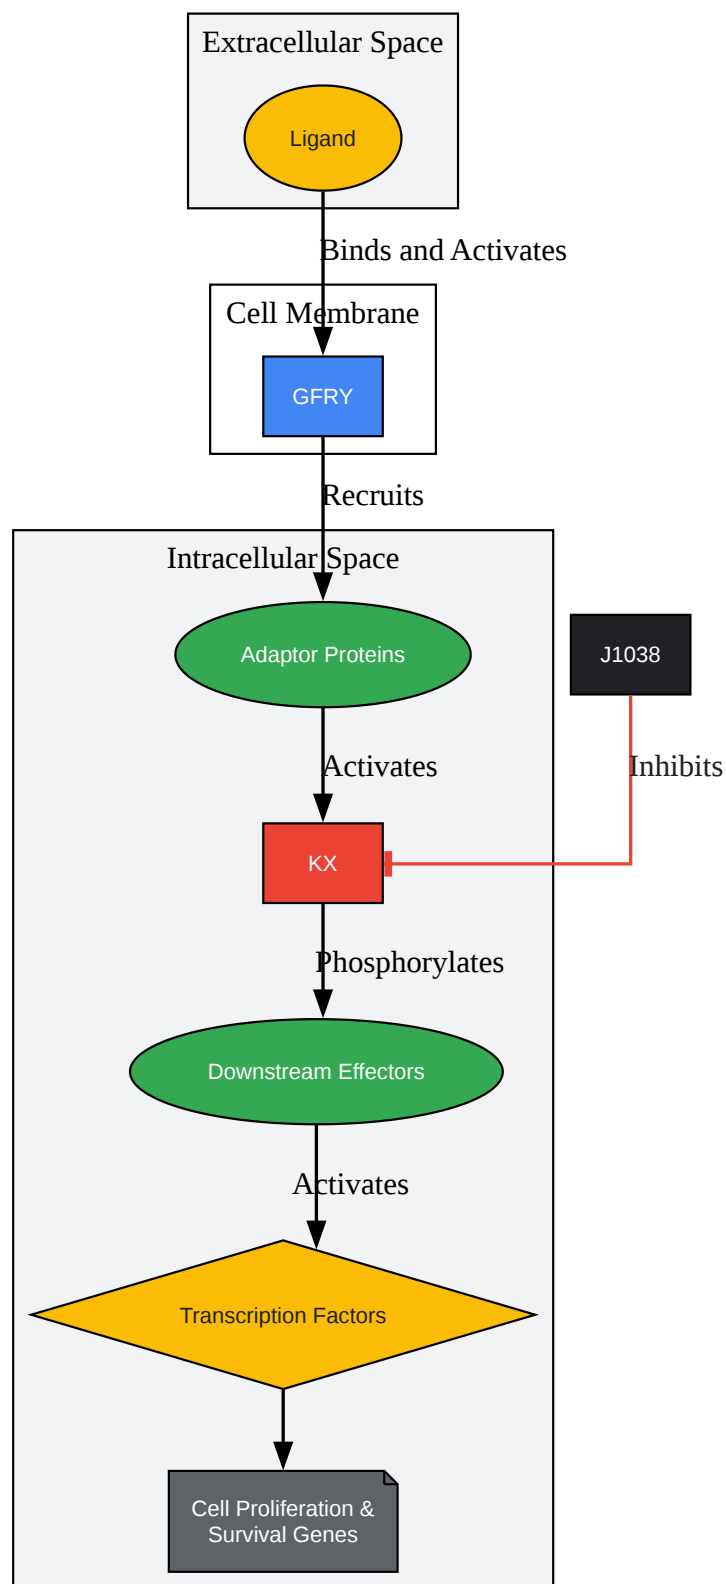 Extracellular Space
Ligand
Binds and Activates
Cell Membrane
GFRY
Recruits
Intracellular Space
Adaptor Proteins
J1038
Activates
Inhibits
KX
Phosphorylates
Downstream Effectors
Activates
Transcription Factors
Cell Proliferation &
Survival Genes